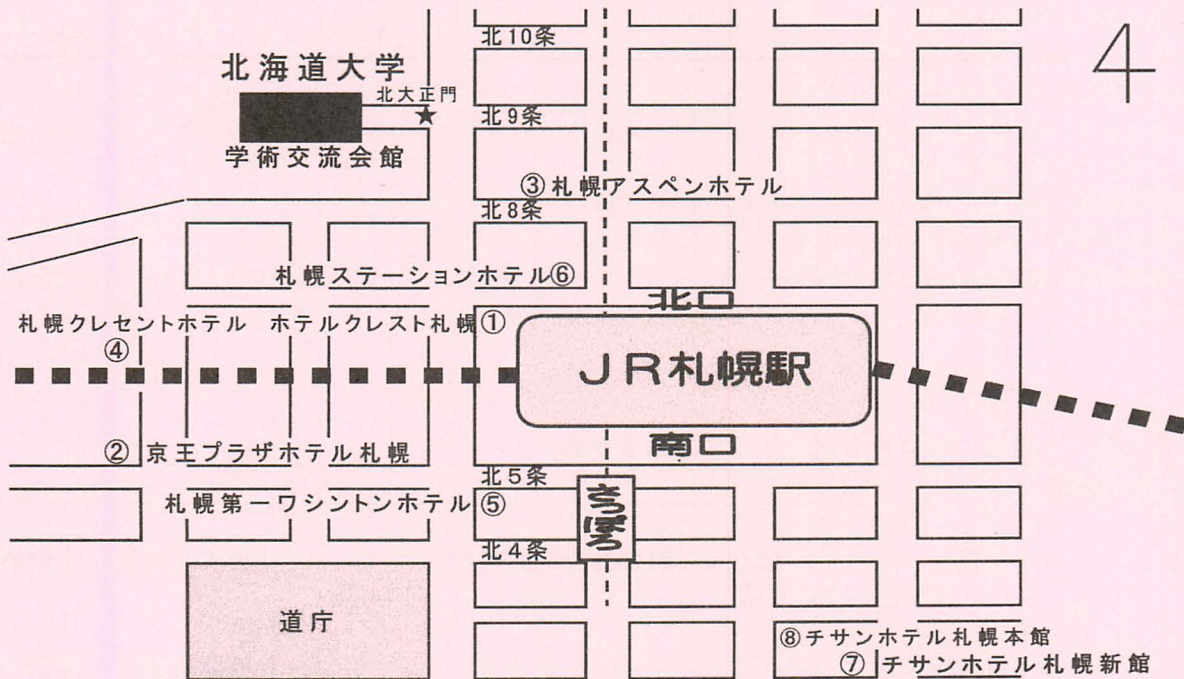 北10条
4
北海道大学
北大正門
★
北9条
学術交流会館
③札幌アスペンホテル
北8条
札幌ステーションホテル⑥
北口
札幌クレセントホテル ホテルクレスト札幌①
④
JR札幌駅
南口
② 京王プラザホテル札幌
北5条
札幌第一ワシントンホテル⑤
さっぽろ
北4条
道庁
⑧チサンホテル札幌本館
⑦ チサンホテル札幌新館